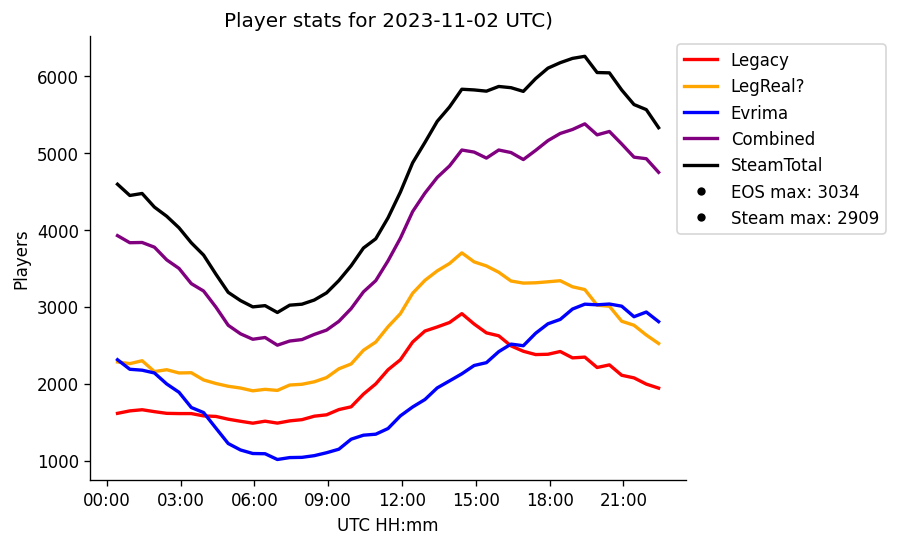 Player stats for 2023-11-02 UTC)
Legacy
LegReal?
Evrima
Combined
SteamTotal
EOS max: 3034
Steam max: 2909
Players
6000
5000
4000
3000
2000
1000
00:00 03:00 06:00 09:00 12:00 15:00 18:00 21:00
UTC HH:mm